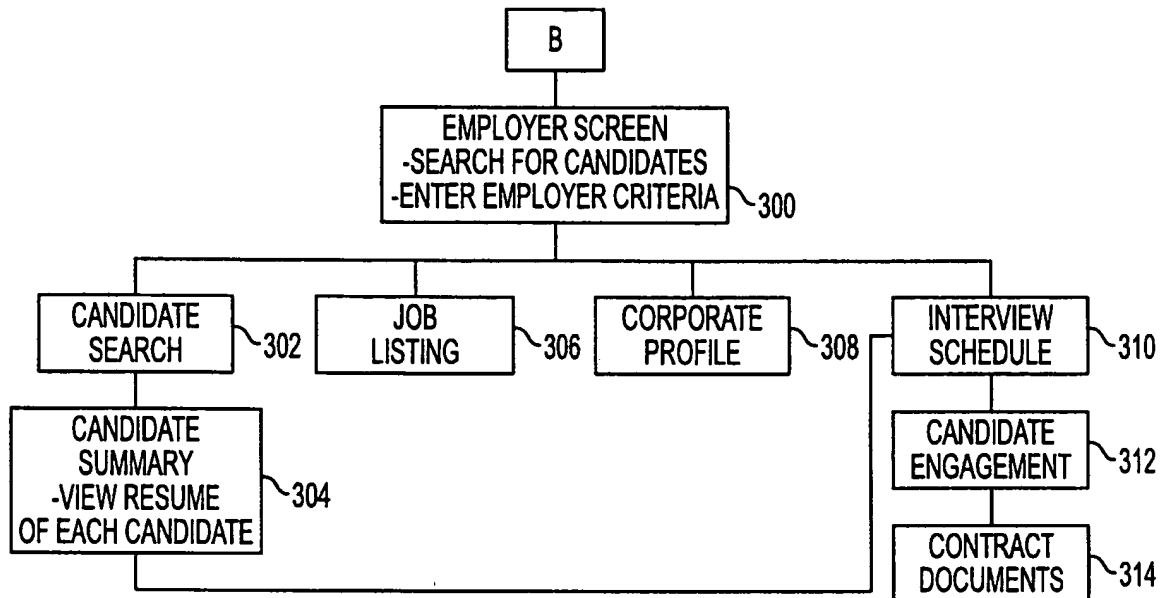 B
EMPLOYER SCREEN
-SEARCH FOR CANDIDATES
-ENTER EMPLOYER CRITERIA
300
CANDIDATE
SEARCH
302
JOB
LISTING
306
CORPORATE
PROFILE
308
INTERVIEW
SCHEDULE
310
CANDIDATE
SUMMARY
-VIEW RESUME
OF EACH CANDIDATE
304
CANDIDATE
ENGAGEMENT
312
CONTRACT
DOCUMENTS
314